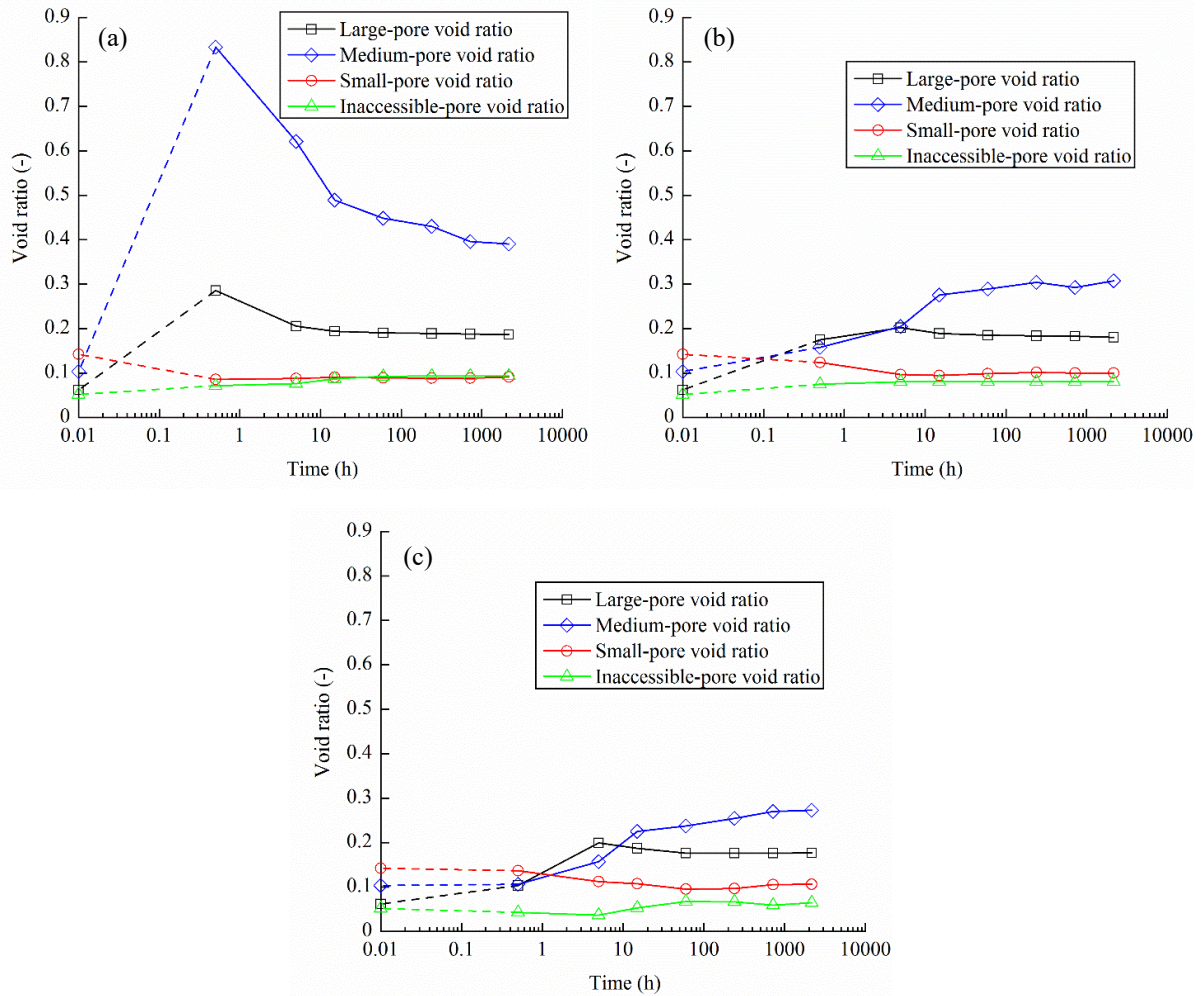 (a)
Large-pore void ratio
Medium-pore void ratio
Small-pore void ratio
Inaccessible-pore void ratio
Void ratio (-)
0.9
0.8
0.7
0.6
0.5
0.4
0.3
0.2
0.1
0
0.01 0.1 1 10 100 1000 10000
Time (h)
(b)
Large-pore void ratio
Medium-pore void ratio
Small-pore void ratio
Inaccessible-pore void ratio
Void ratio (-)
0.9
0.8
0.7
0.6
0.5
0.4
0.3
0.2
0.1
0
0.01 0.1 1 10 100 1000 10000
Time (h)
(c)
Large-pore void ratio
Medium-pore void ratio
Small-pore void ratio
Inaccessible-pore void ratio
Void ratio (-)
0.9
0.8
0.7
0.6
0.5
0.4
0.3
0.2
0.1
0
0.01 0.1 1 10 100 1000 10000
Time (h)